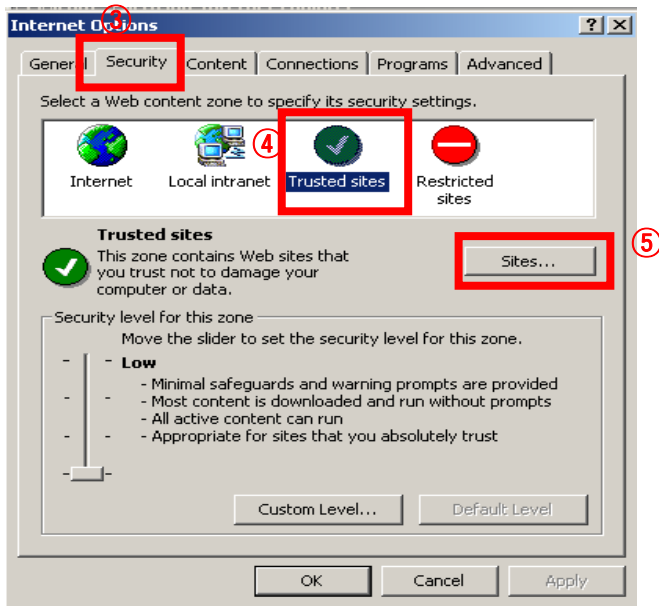 ③
Internet Options
General Security Content Connections Programs Advanced
Select a Web content zone to specify its security settings.
④
Internet Local intranet Trusted sites Restricted
sites
Trusted sites
This zone contains Web sites that
you trust not to damage your
computer or data.
Sites...
⑤
Security level for this zone
Move the slider to set the security level for this zone.
Low
- Minimal safeguards and warning prompts are provided
- Most content is downloaded and run without prompts
- All active content can run
- Appropriate for sites that you absolutely trust
Custom Level... Default Level
OK Cancel Apply